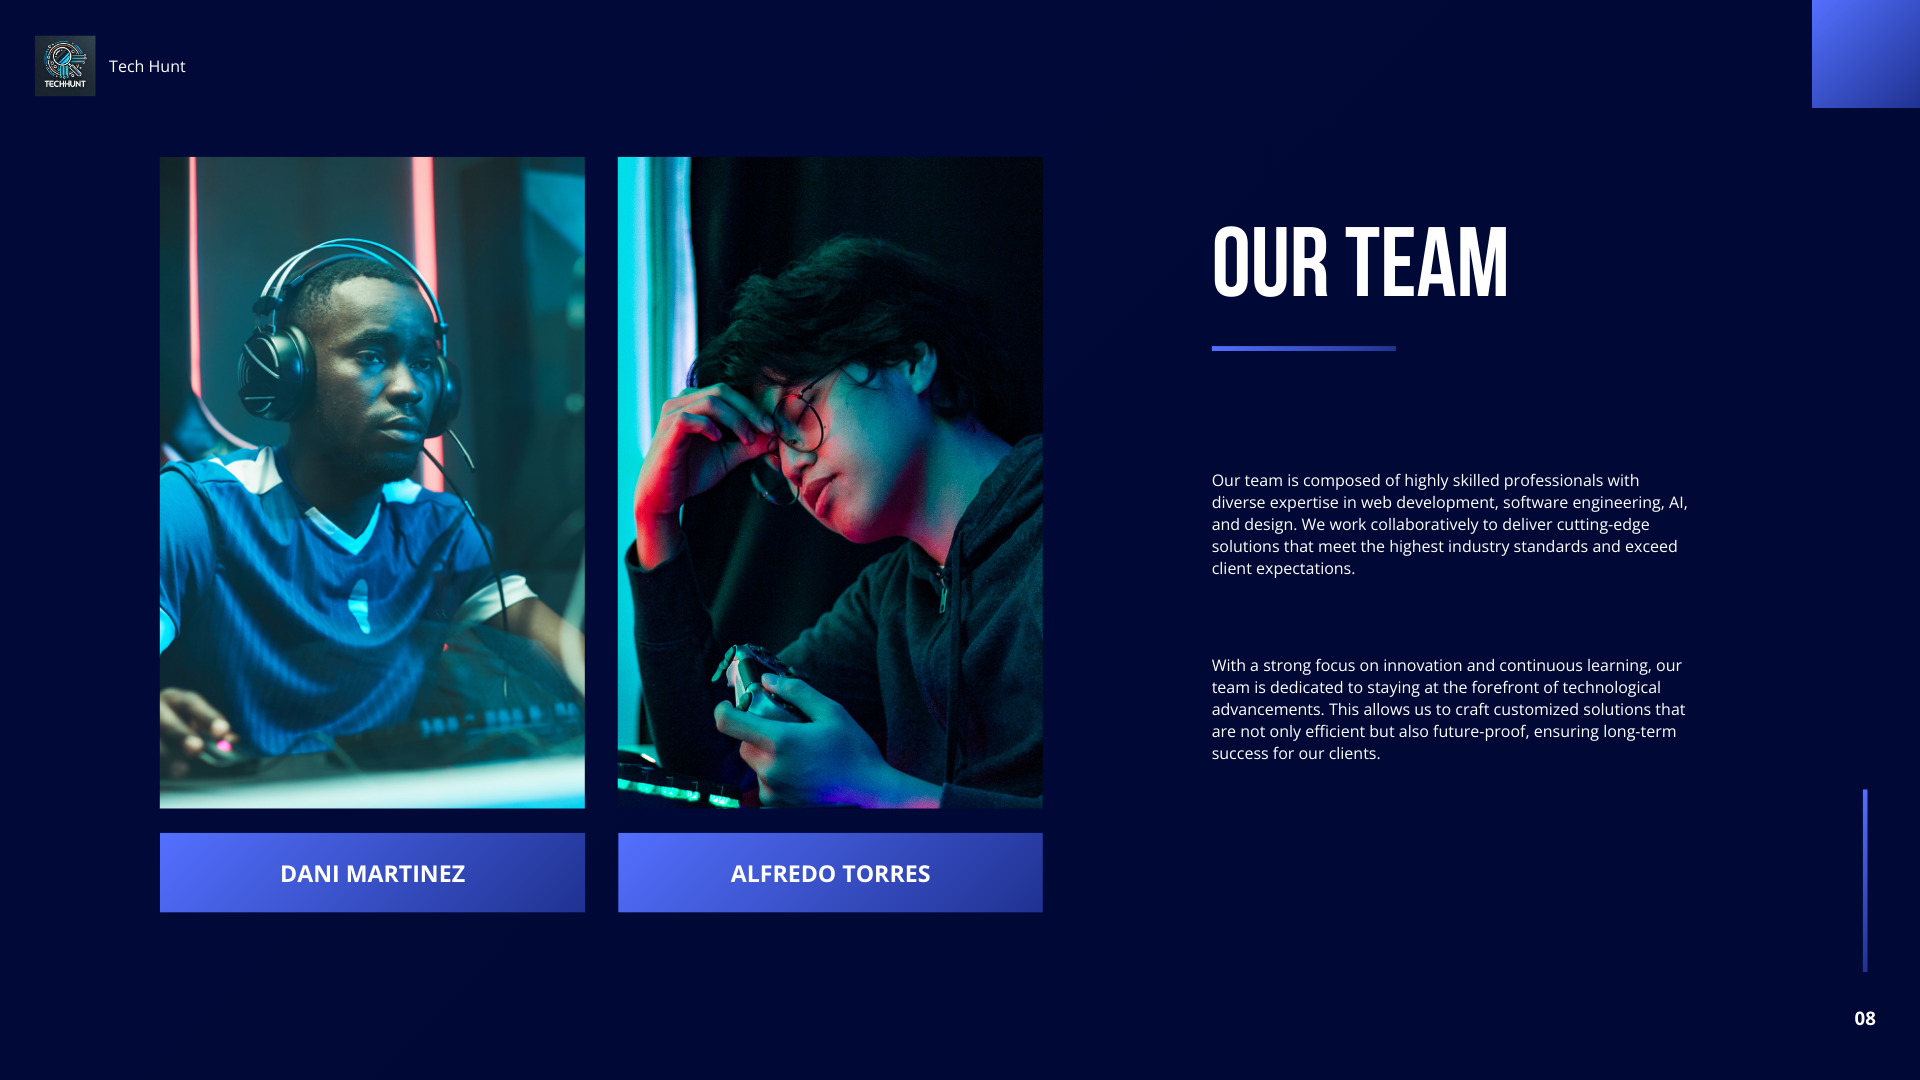 TECHHUNT
Tech Hunt
OUR TEAM
Our team is composed of highly skilled professionals with
diverse expertise in web development, software engineering, AI,
and design. We work collaboratively to deliver cutting-edge
solutions that meet the highest industry standards and exceed
client expectations.
With a strong focus on innovation and continuous learning, our
team is dedicated to staying at the forefront of technological
advancements. This allows us to craft customized solutions that
are not only efficient but also future-proof, ensuring long-term
success for our clients.
DANI MARTINEZ
ALFREDO TORRES
08